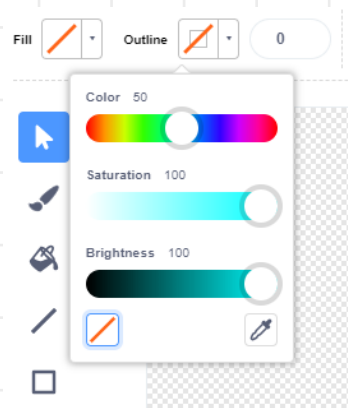 Fill Outline 0
Color 50
Saturation 100
Brightness 100